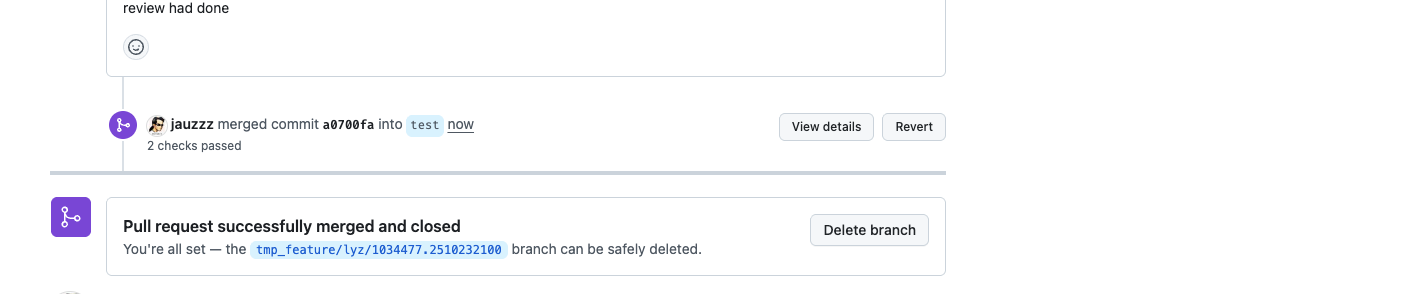 review had done
jauzzz merged commit a0700fa into test now
View details
Revert
2 checks passed
Pull request successfully merged and closed
You're all set — the tmp_feature/lyz/1034477.2510232100 branch can be safely deleted.
Delete branch